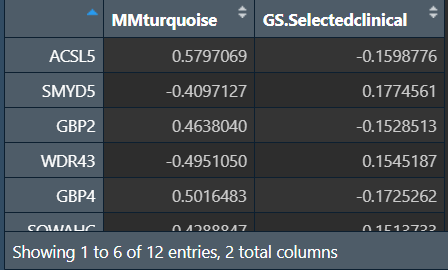 MMturquoise GS.Selectedclinical
ACSL5 0.5797069 -0.1598776
SMYD5 -0.4097127 0.1774561
GBP2 0.4638040 -0.1528513
WDR43 -0.4951050 0.1545187
GBP4 0.5016483 -0.1725262
Showing 1 to 6 of 12 entries, 2 total columns